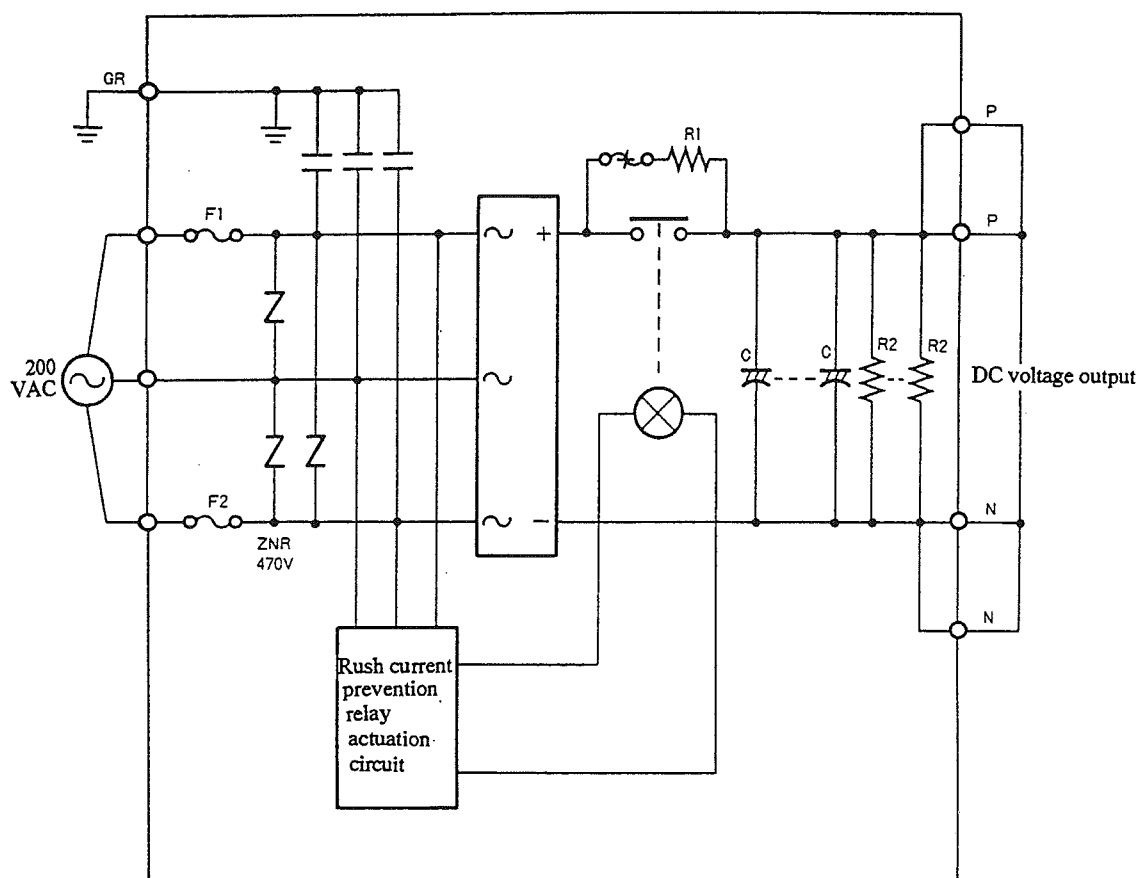 GR
P
R1
F1
+
P
200
VAC
C
C
R2
R2
DC voltage output
F2
−
N
ZNR
470V
N
Rush current
prevention
relay
actuation
circuit